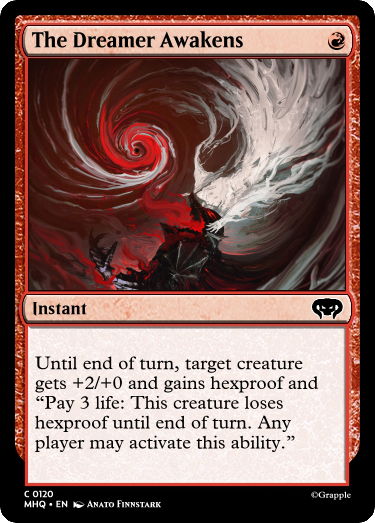 The Dreamer Awakens
Instant
Until end of turn, target creature
gets +2/+0 and gains hexproof and
“Pay 3 life: This creature loses
hexproof until end of turn. Any
player may activate this ability.”
C 0120
MHQ • EN Anato Finnstark
©Grapple